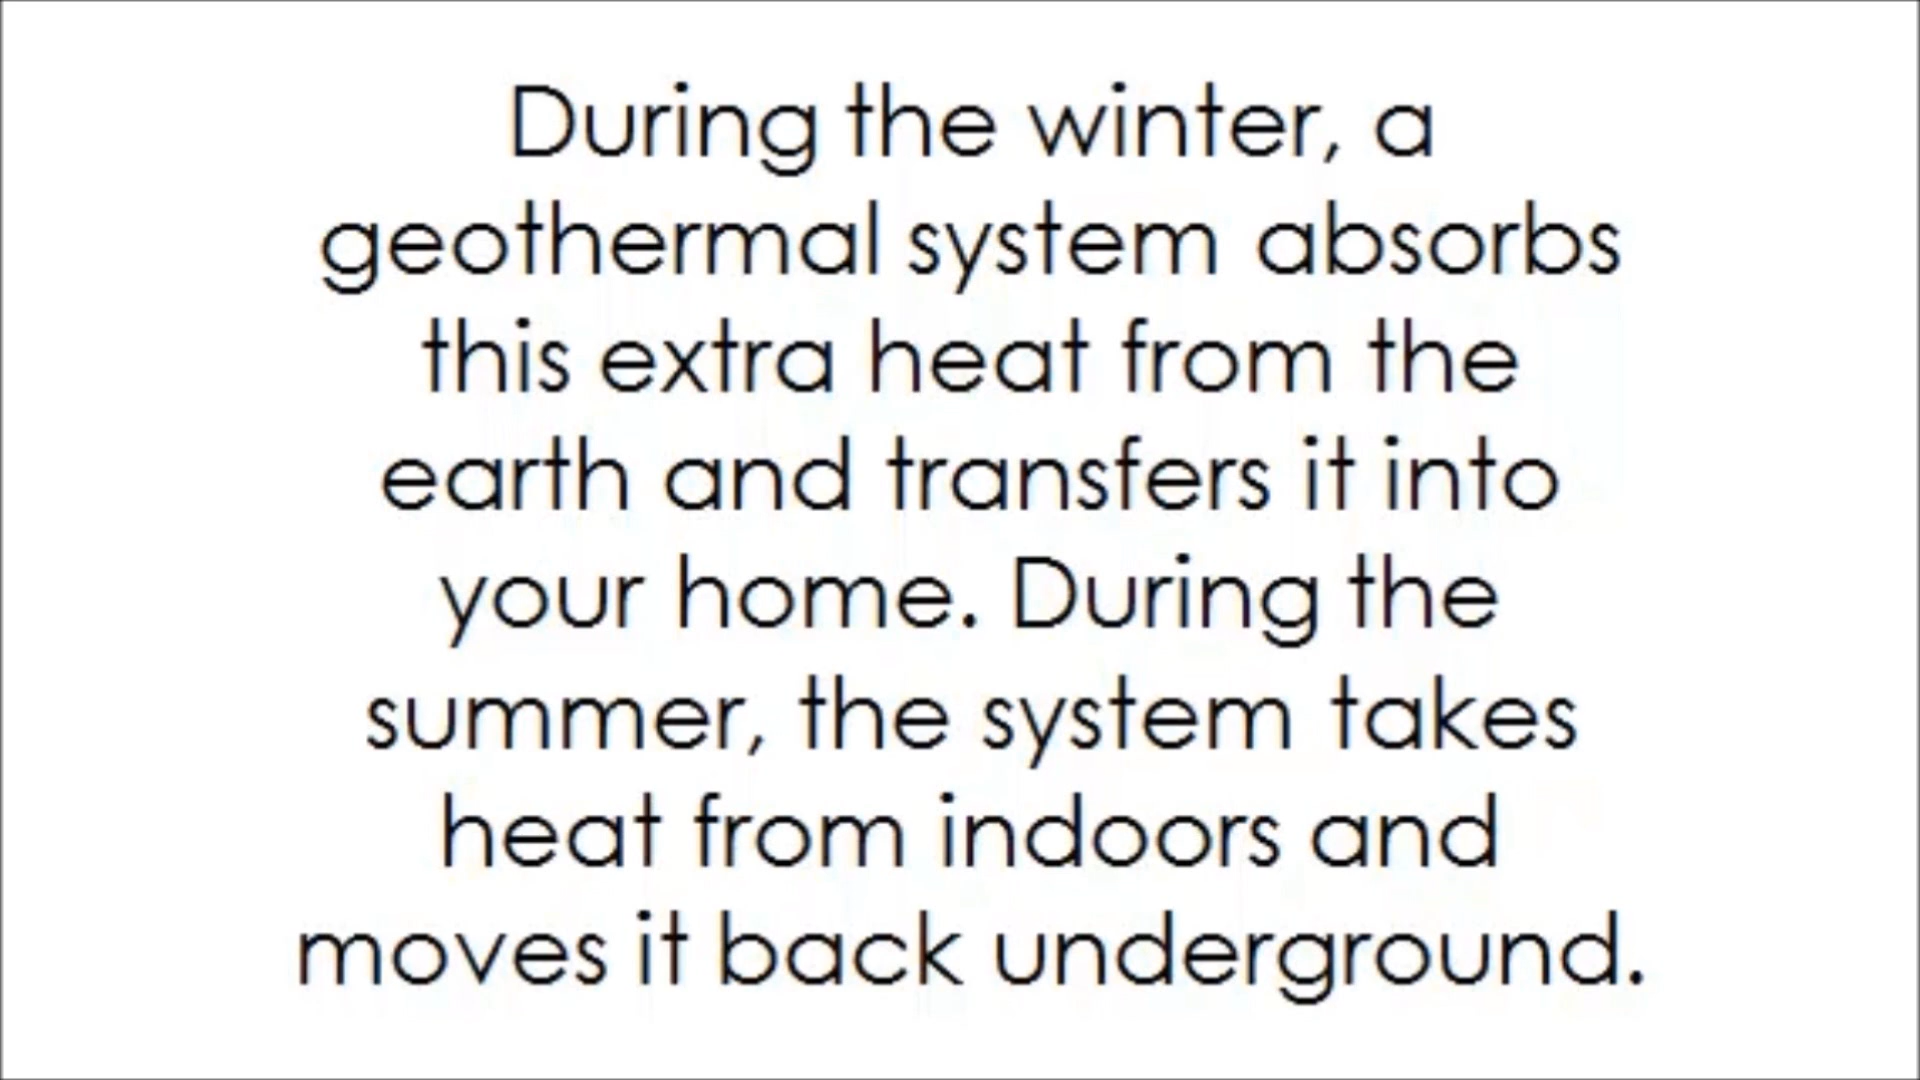 During the winter, a
geothermal system absorbs
this extra heat from the
earth and transfers it into
your home. During the
summer, the system takes
heat from indoors and
moves it back underground.